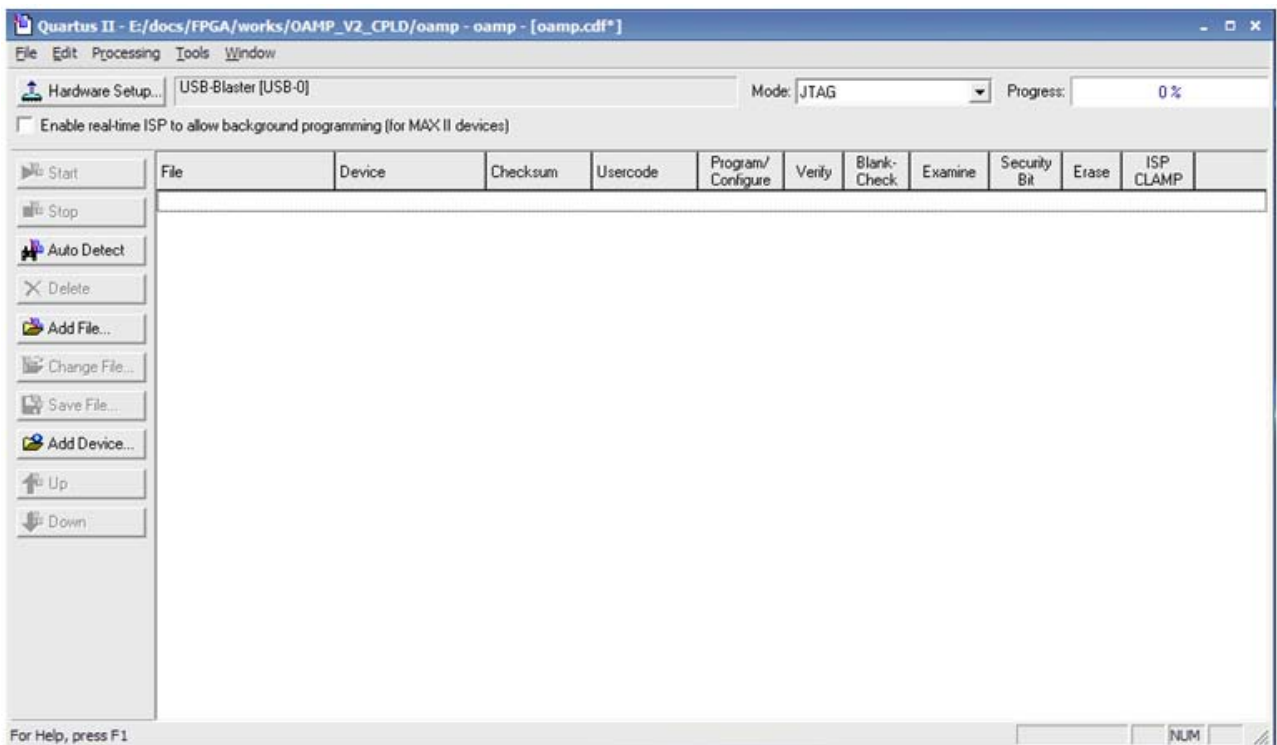 Quartus II - E:/docs/FPGA/works/OAMP_V2_CPLD/oamp - oamp - [oamp.cdf*]
File Edit Processing Tools Window
Hardware Setup... USB-Blaster [USB-0] Mode: JTAG Progress: 0 %
Enable real-time ISP to allow background programming (for MAX II devices)
Start File Device Checksum Usercode Program/ Configure Verify Blank- Check Examine Security Bit Erase ISP CLAMP
Stop
Auto Detect
Delete
Add File...
Change File...
Save File...
Add Device...
Up
Down
For Help, press F1 NUM